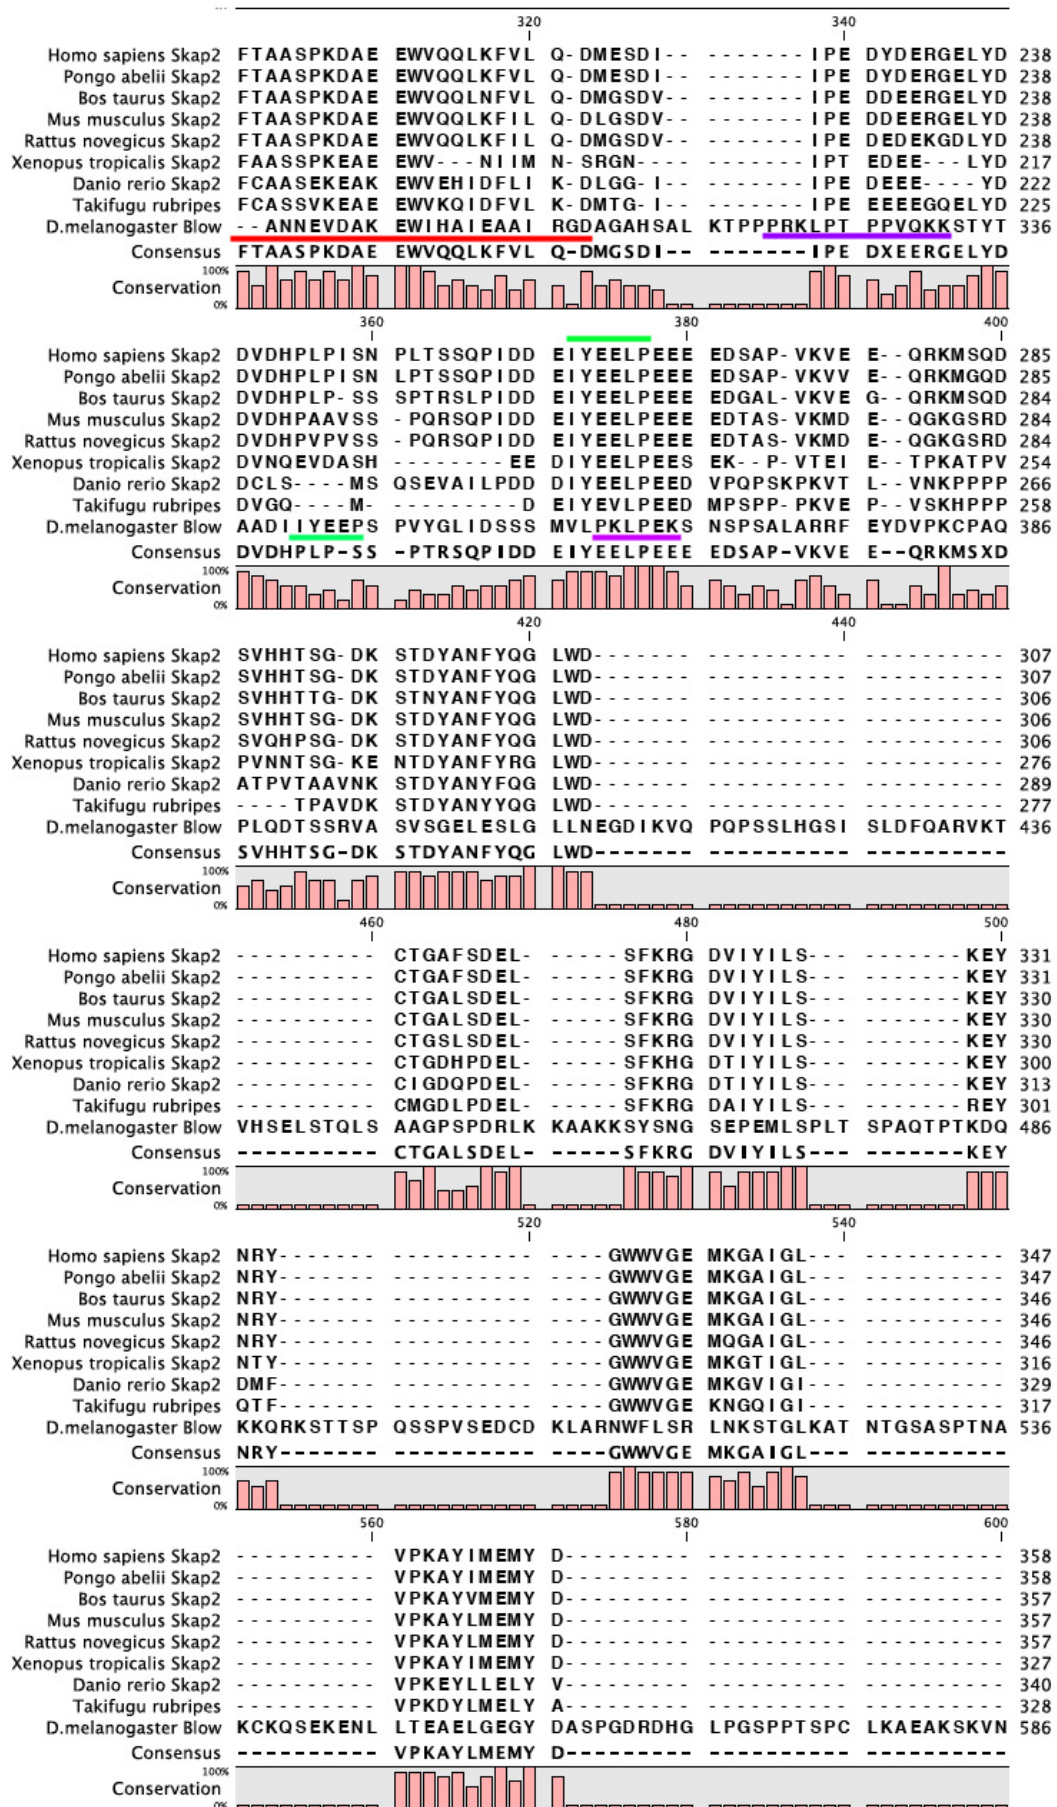 320 340
Homo sapiens Skap2 FTAASPKDAE EWVQQLKFVL Q-DMESDI-- -------IPE DYDERGELYD 238
Pongo abelii Skap2 FTAASPKDAE EWVQQLKFVL Q-DMESDI-- -------IPE DYDERGELYD 238
Bos taurus Skap2 FTAASPKDAE EWVQQLNFVL Q-DMGSDV-- -------IPE DDEERGELYD 238
Mus musculus Skap2 FTAASPKDAE EWVQQLKFIL Q-DLGSDV-- -------IPE DDEERGELYD 238
Rattus novegicus Skap2 FTAASPKDAE EWVQQLKFIL Q-DMGSDV-- -------IPE DEDEKGDLYD 238
Xenopus tropicalis Skap2 FAASSPKEAE EWV---NIIM N-SRGN---- -------IPT EDEE---LYD 217
Danio rerio Skap2 FCAASEKEAK EWVEHIDFLI K-DLGG-I-- -------IPE DEEE----YD 222
Takifugu rubripes FCASSVKEAE EWVKQIDFVL K-DMTG-I-- -------IPE EEEEGQELYD 225
D.melanogaster Blow --ANNEVDAK EWIHAIEAAI RGDAGAHSAL KTPPPRKLPT PPVQKKSTYT 336
Consensus FTAASPKDAE EWVQQLKFVL Q-DMGSDI-- -------IPE DXEERGELYD
100%
Conservation
0%
360 380 400
Homo sapiens Skap2 DVDHPLPISN PLTSSQPIDD EIYEELPEEE EDSAP-VKVE E--QRKMSQD 285
Pongo abelii Skap2 DVDHPLPISN LPTSSQPIDD EIYEELPEEE EDSAP-VKVV E--QRKMGQD 285
Bos taurus Skap2 DVDHPLP-SS SPTRSLPIDD EIYEELPEEE EDGAL-VKVE G--QRKMSQD 284
Mus musculus Skap2 DVDHPAAVSS -PQRSQPIDD EIYEELPEEE EDTAS-VKMD E--QGKGSRD 284
Rattus novegicus Skap2 DVDHPVPVSS -PQRSQPIDD EIYEELPEEE EDTAS-VKMD E--QGKGSRD 284
Xenopus tropicalis Skap2 DVNQEVDASH --------EE DIYEELPEES EK--P-VTEI E--TPKATPV 254
Danio rerio Skap2 DCLS----MS QSEVAILPDD DIYEELPEED VPQPSKPKVT L--VNKPPPP 266
Takifugu rubripes DVGQ----M- ---------D EIYEVLPEED MPSPP-PKVE P--VSKHPPP 258
D.melanogaster Blow AADIIYEEPS PVYGLIDSSS MVLPKLPEKS NSPSALARRF EYDVPKCPAQ 386
Consensus DVDHPLP-SS -PTRSQPIDD EIYEELPEEE EDSAP-VKVE E--QRKMSXD
100%
Conservation
0%
420 440
Homo sapiens Skap2 SVHHTSG-DK STDYANFYQG LWD------- ---------- ---------- 307
Pongo abelii Skap2 SVHHTSG-DK STDYANFYQG LWD------- ---------- ---------- 307
Bos taurus Skap2 SVHHTTG-DK STNYANFYQG LWD------- ---------- ---------- 306
Mus musculus Skap2 SVHHTSG-DK STDYANFYQG LWD------- ---------- ---------- 306
Rattus novegicus Skap2 SVQHPSG-DK STDYANFYQG LWD------- ---------- ---------- 306
Xenopus tropicalis Skap2 PVNNTSG-KE NTDYANFYRG LWD------- ---------- ---------- 276
Danio rerio Skap2 ATPVTAAVNK STDYANYFQG LWD------- ---------- ---------- 289
Takifugu rubripes ----TPAVDK STDYANYYQG LWD------- ---------- ---------- 277
D.melanogaster Blow PLQDTSSRVA SVSGELESLG LLNEGDIKVQ PQPSSLHGSI SLDFQARVKT 436
Consensus SVHHTSG-DK STDYANFYQG LWD------- ---------- ----------
100%
Conservation
0%
460 480 500
Homo sapiens Skap2 ---------- CTGAFSDEL- -----SFKRG DVIYILS--- -------KEY 331
Pongo abelii Skap2 ---------- CTGAFSDEL- -----SFKRG DVIYILS--- -------KEY 331
Bos taurus Skap2 ---------- CTGALSDEL- -----SFKRG DVIYILS--- -------KEY 330
Mus musculus Skap2 ---------- CTGALSDEL- -----SFKRG DVIYILS--- -------KEY 330
Rattus novegicus Skap2 ---------- CTGSLSDEL- -----SFKRG DVIYILS--- -------KEY 330
Xenopus tropicalis Skap2 ---------- CTGDHPDEL- -----SFKHG DTIYILS--- -------KEY 300
Danio rerio Skap2 ---------- CIGDQPDEL- -----SFKRG DTIYILS--- -------KEY 313
Takifugu rubripes ---------- CMGDLPDEL- -----SFKRG DAIYILS--- -------REY 301
D.melanogaster Blow VHSELSTQLS AAGPSPDRLK KAAKKSYSNG SEPEMLSPLT SPAQTPTKDQ 486
Consensus ---------- CTGALSDEL- -----SFKRG DVIYILS--- -------KEY
100%
Conservation
0%
520 540
Homo sapiens Skap2 NRY------- ---------- -----GWWVGE MKGAIGL--- ---------- 347
Pongo abelii Skap2 NRY------- ---------- -----GWWVGE MKGAIGL--- ---------- 347
Bos taurus Skap2 NRY------- ---------- -----GWWVGE MKGAIGL--- ---------- 346
Mus musculus Skap2 NRY------- ---------- -----GWWVGE MKGAIGL--- ---------- 346
Rattus novegicus Skap2 NRY------- ---------- -----GWWVGE MQGAIGL--- ---------- 346
Xenopus tropicalis Skap2 NTY------- ---------- -----GWWVGE MKGTIGL--- ---------- 316
Danio rerio Skap2 DMF------- ---------- -----GWWVGE MKGVIGI--- ---------- 329
Takifugu rubripes QTF------- ---------- -----GWWVGE KNGQIGI--- ---------- 317
D.melanogaster Blow KKQRKSTTSP QSSPVSEDCD KLARNWFLSR LNKSTGLKAT NTGSASPTNA 536
Consensus NRY------- ---------- -----GWWVGE MKGAIGL--- ----------
100%
Conservation
0%
560 580 600
Homo sapiens Skap2 ---------- VPKAYIMEMY D--------- ---------- ---------- 358
Pongo abelii Skap2 ---------- VPKAYIMEMY D--------- ---------- ---------- 358
Bos taurus Skap2 ---------- VPKAYVMEMY D--------- ---------- ---------- 357
Mus musculus Skap2 ---------- VPKAYLMEMY D--------- ---------- ---------- 357
Rattus novegicus Skap2 ---------- VPKAYLMEMY D--------- ---------- ---------- 357
Xenopus tropicalis Skap2 ---------- VPKAYIMEMY D--------- ---------- ---------- 327
Danio rerio Skap2 ---------- VPKEYLLELY V--------- ---------- ---------- 340
Takifugu rubripes ---------- VPKDYLMELY A--------- ---------- ---------- 328
D.melanogaster Blow KCKQSEKENL LTEAELGEGY DASPGDRDHG LPGSPPTSPC LKAEAKSKVN 586
Consensus ---------- VPKAYLMEMY D--------- ---------- ----------
100%
Conservation
0%